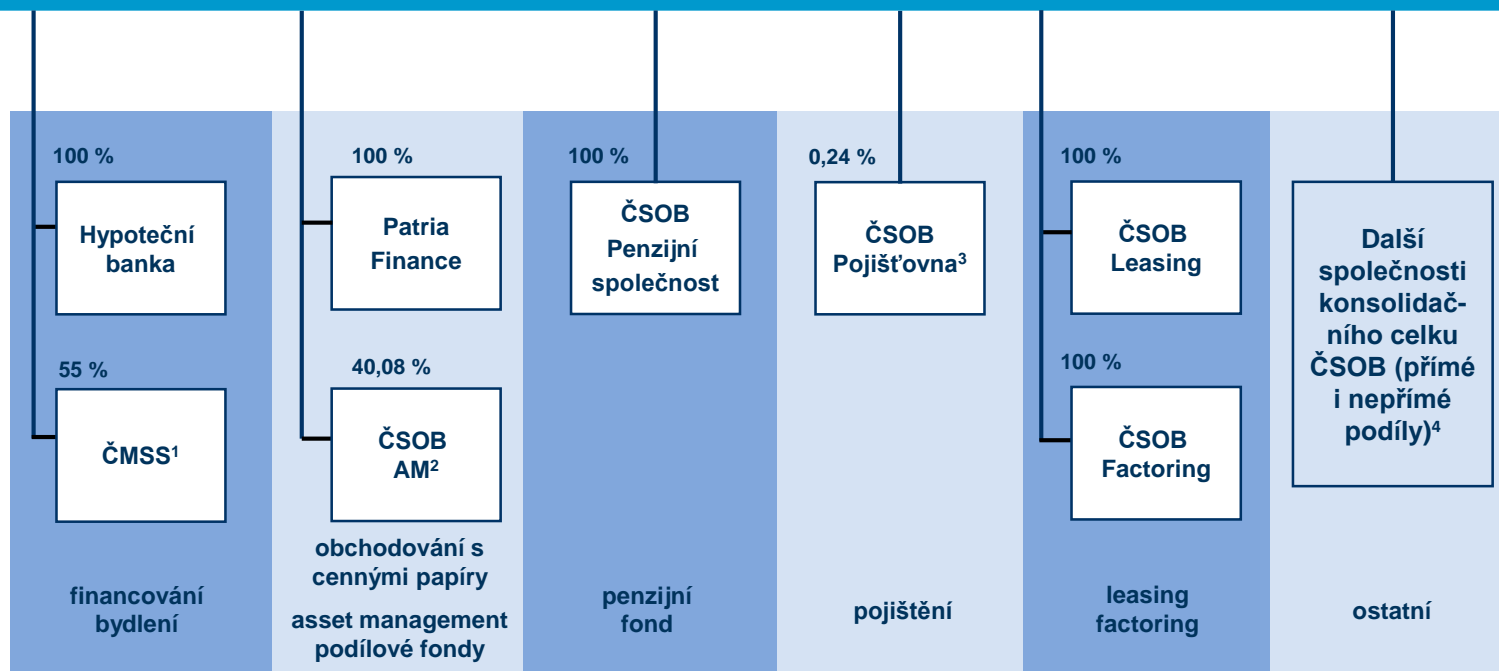 100 %
Hypoteční
banka
55 %
ČMSS1
financování
bydlení
100 %
Patria
Finance
40,08 %
ČSOB
AM2
obchodování s
cennými papíry
asset management
podílové fondy
100 %
ČSOB
Penzijní
společnost
penzijní
fond
0,24 %
ČSOB
Pojišťovna3
pojištění
100 %
ČSOB
Leasing
100 %
ČSOB
Factoring
leasing
factoring
Další
společnosti
konsolidač-
ního celku
ČSOB (přímé
i nepřímé
podíly)4
ostatní